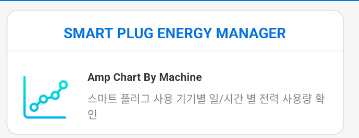 SMART PLUG ENERGY MANAGER
Amp Chart By Machine
스마트 플러그 사용 기기별 일/시간 별 전력 사용량 확
인